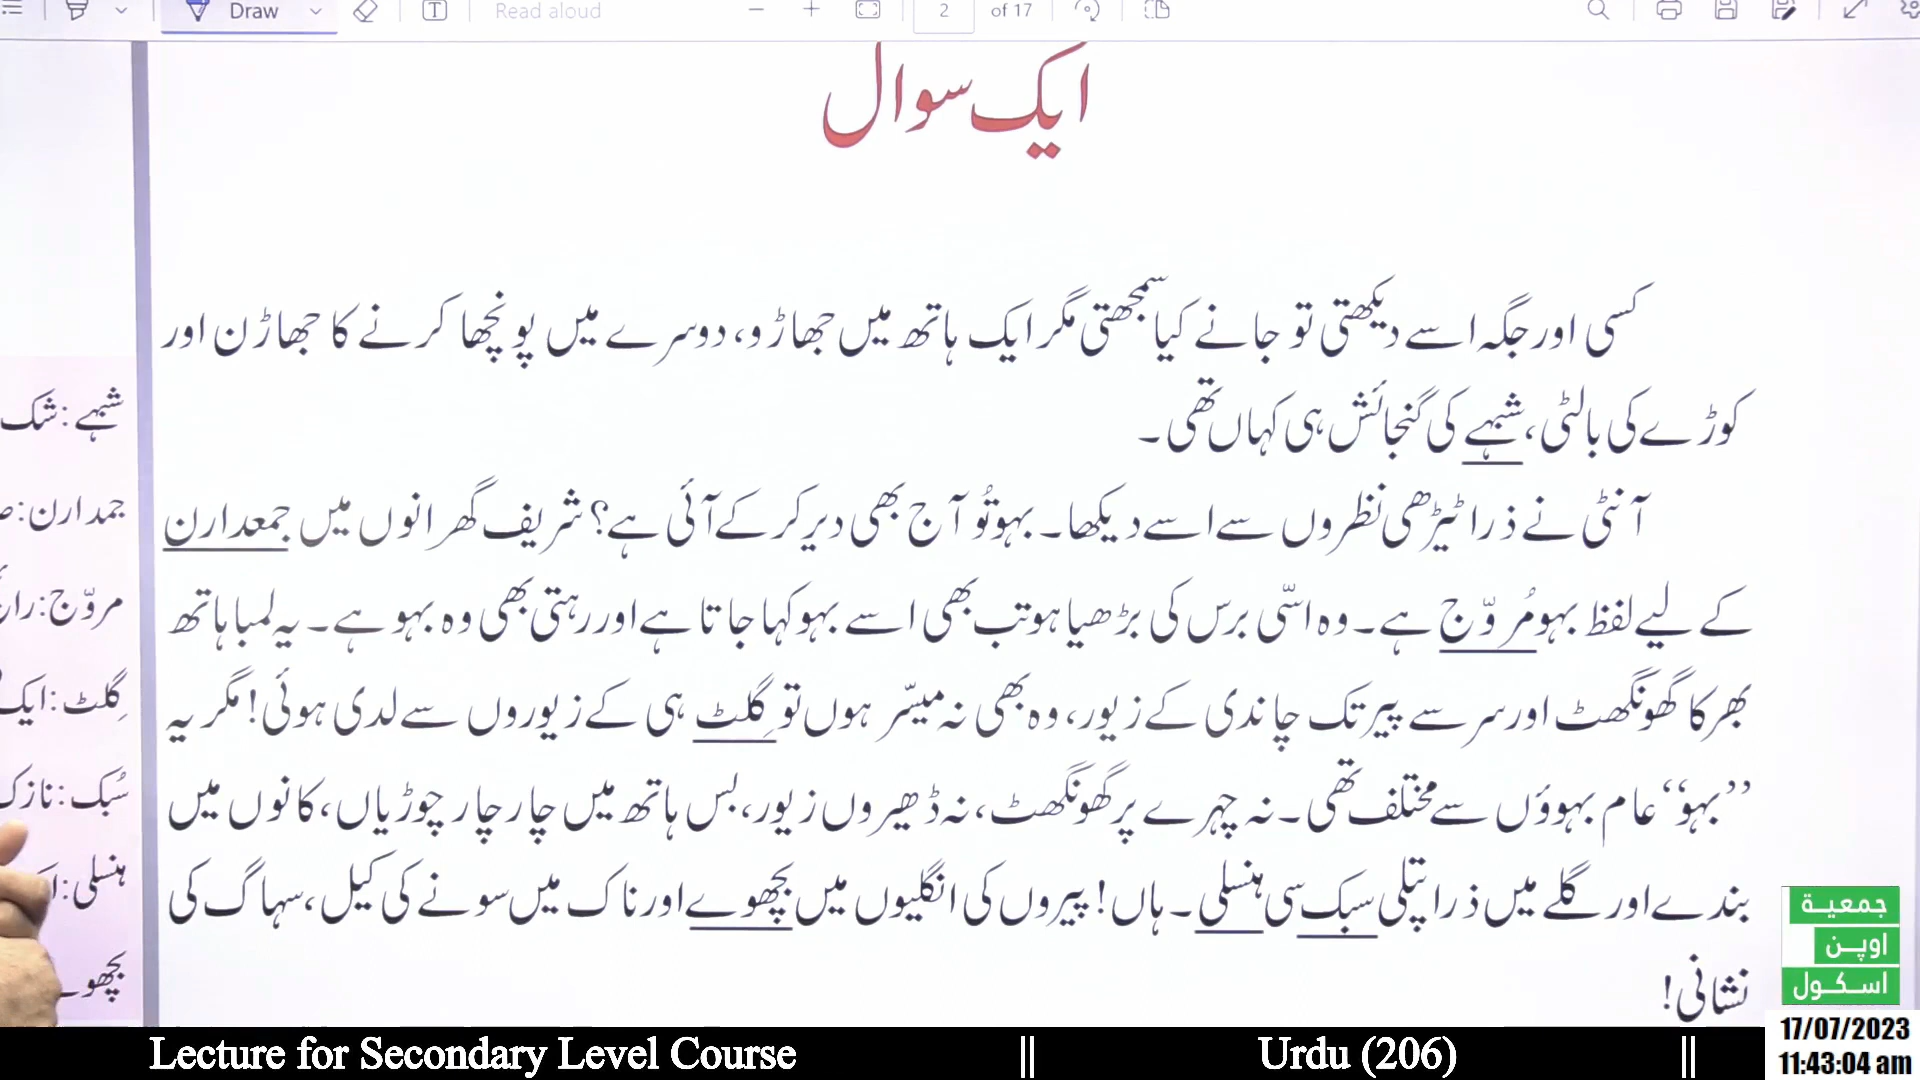 Draw
Read aloud
2
of 17
ایک سوال
کسی اور جگہ اسے دیکھتی تو جانے کیا سمجھتی مگر ایک ہاتھ میں جھاڑو، دوسرے میں پونچھا کرنے کا جھاڑن اور
کوڑے کی بالٹی، شبہے کی گنجائش ہی کہاں تھی۔
آنٹی نے ذرا ٹیڑھی نظروں سے اسے دیکھا۔ بہو تُو آج بھی دیر کر کے آئی ہے؟ شریف گھرانوں میں جمعدارن
کے لیے لفظ بہو مُروّج ہے۔ وہ اسّی برس کی بڑھیا ہو تب بھی اسے بہو کہا جاتا ہے اور رہتی بھی وہ بہو ہے۔ یہ لمبا ہاتھ
بھر کا گھونگھٹ اور سر سے پیر تک چاندی کے زیور، وہ بھی نہ میسّر ہوں تو گِلٹ ہی کے زیوروں سے لدی ہوئی! مگر یہ
’’بہو‘‘ عام بہوؤں سے مختلف تھی۔ نہ چہرے پر گھونگھٹ، نہ ڈھیروں زیور، بس ہاتھ میں چار چار چوڑیاں، کانوں میں
بندے اور گلے میں ذرا پتلی سبک سی ہنسلی۔ ہاں! پیروں کی انگلیوں میں بچھوے اور ناک میں سونے کی کیل، سہاگ کی
نشانی!
شبہے: شک
جمدارن:
مروّج:
گِلٹ: ایک
سُبک: نازک
ہنسلی:
جمعیۃ
اوپن
اسکول
17/07/2023
11:43:04 am
Lecture for Secondary Level Course || Urdu (206) ||